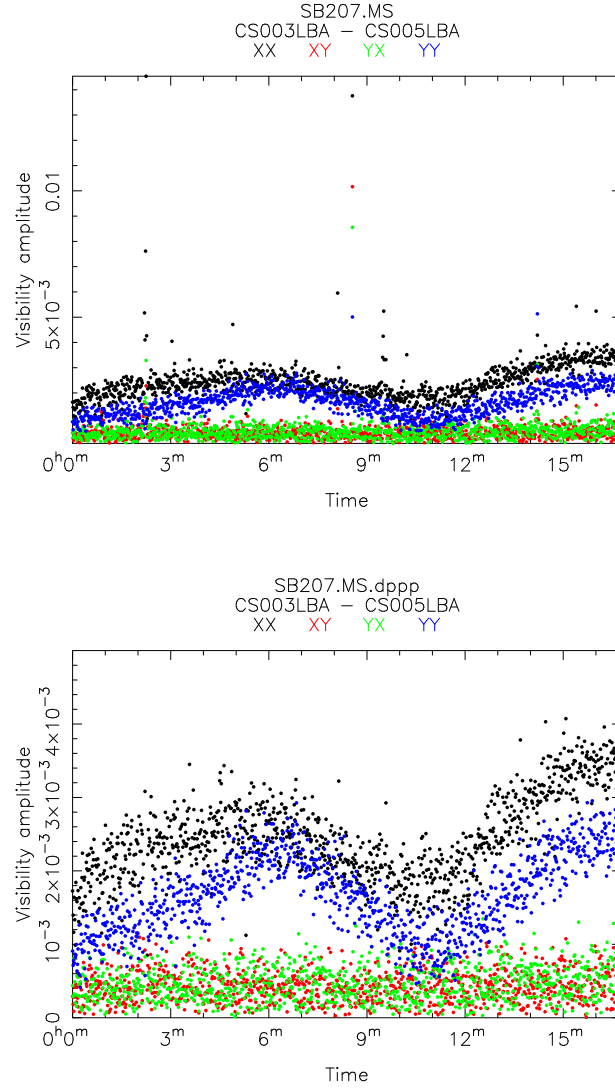 SB207.MS
CS003LBA – CS005LBA
XX XY YX YY
Visibility amplitude
0.01
5×10⁻³
0ʰ0ᵐ 3ᵐ 6ᵐ 9ᵐ 12ᵐ 15ᵐ
Time
SB207.MS.dppp
CS003LBA – CS005LBA
XX XY YX YY
Visibility amplitude
4×10⁻³
3×10⁻³
2×10⁻³
10⁻³
0
0ʰ0ᵐ 3ᵐ 6ᵐ 9ᵐ 12ᵐ 15ᵐ
Time